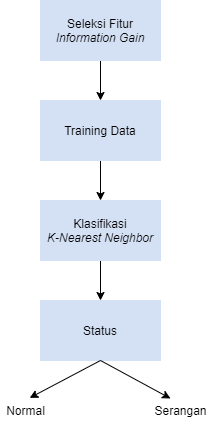 Seleksi Fitur
Information Gain
Training Data
Klasifikasi
K-Nearest Neighbor
Status
Normal
Serangan